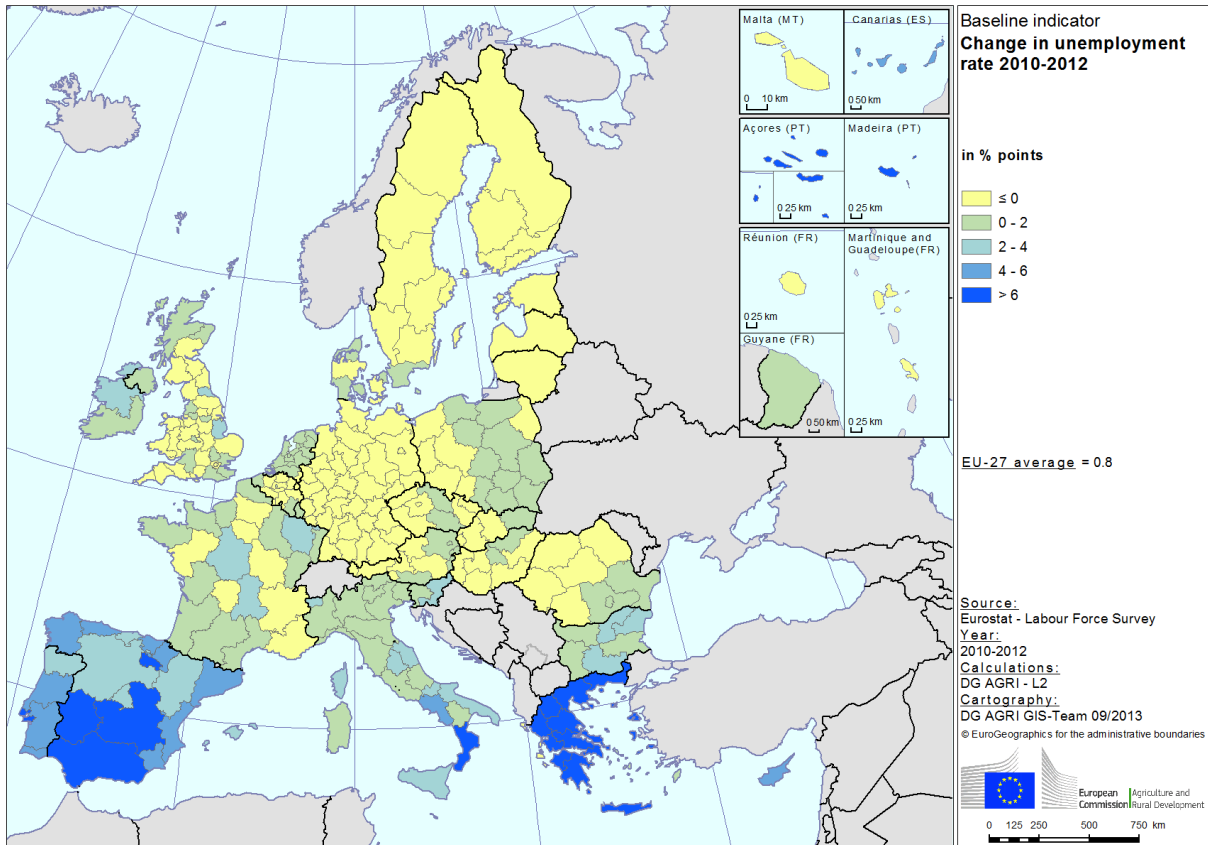 Malta (MT)
0 10 km
Canarias (ES)
0 50 km
Açores (PT)
0 25 km
Madeira (PT)
0 25 km
Réunion (FR)
0 25 km
Martinique and
Guadeloupe(FR)
0 25 km
Guyane (FR)
0 50 km
Baseline indicator
Change in unemployment
rate 2010-2012
in % points
≤ 0
0 - 2
2 - 4
4 - 6
> 6
EU-27 average = 0.8
Source:
Eurostat - Labour Force Survey
Year:
2010-2012
Calculations:
DG AGRI - L2
Cartography:
DG AGRI GIS-Team 09/2013
© EuroGeographics for the administrative boundaries
European
Commission
Agriculture and
Rural Development
0 125 250 500 750 km